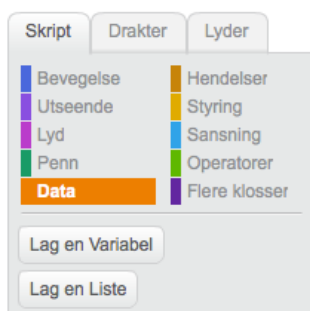 Skript Drakter Lyder
Bevegelse Hendelser
Utseende Styring
Lyd Sansning
Penn Operatorer
Data Flere klosser
Lag en Variabel
Lag en Liste